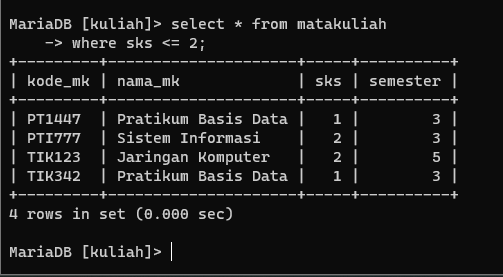 MariaDB [kuliah]> select * from matakuliah
    -> where sks <= 2;
+---------+---------------------+-----+----------+
| kode_mk | nama_mk             | sks | semester |
+---------+---------------------+-----+----------+
| PT1447  | Pratikum Basis Data |   1 |        3 |
| PTI777  | Sistem Informasi    |   2 |        3 |
| TIK123  | Jaringan Komputer   |   2 |        5 |
| TIK342  | Pratikum Basis Data |   1 |        3 |
+---------+---------------------+-----+----------+
4 rows in set (0.000 sec)
MariaDB [kuliah]>